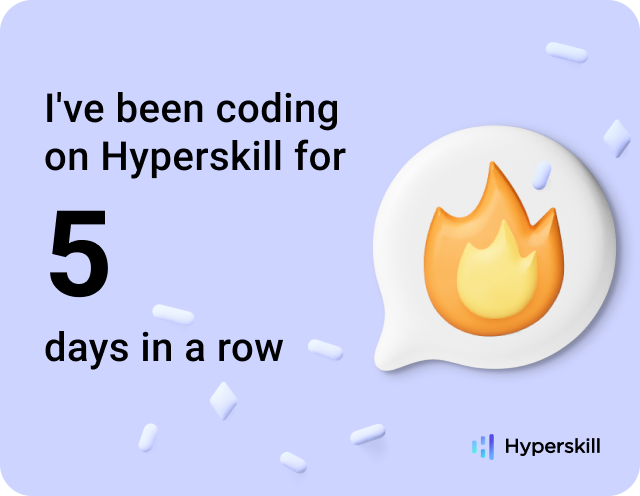 I've been coding
on Hyperskill for
5
days in a row
Hyperskill